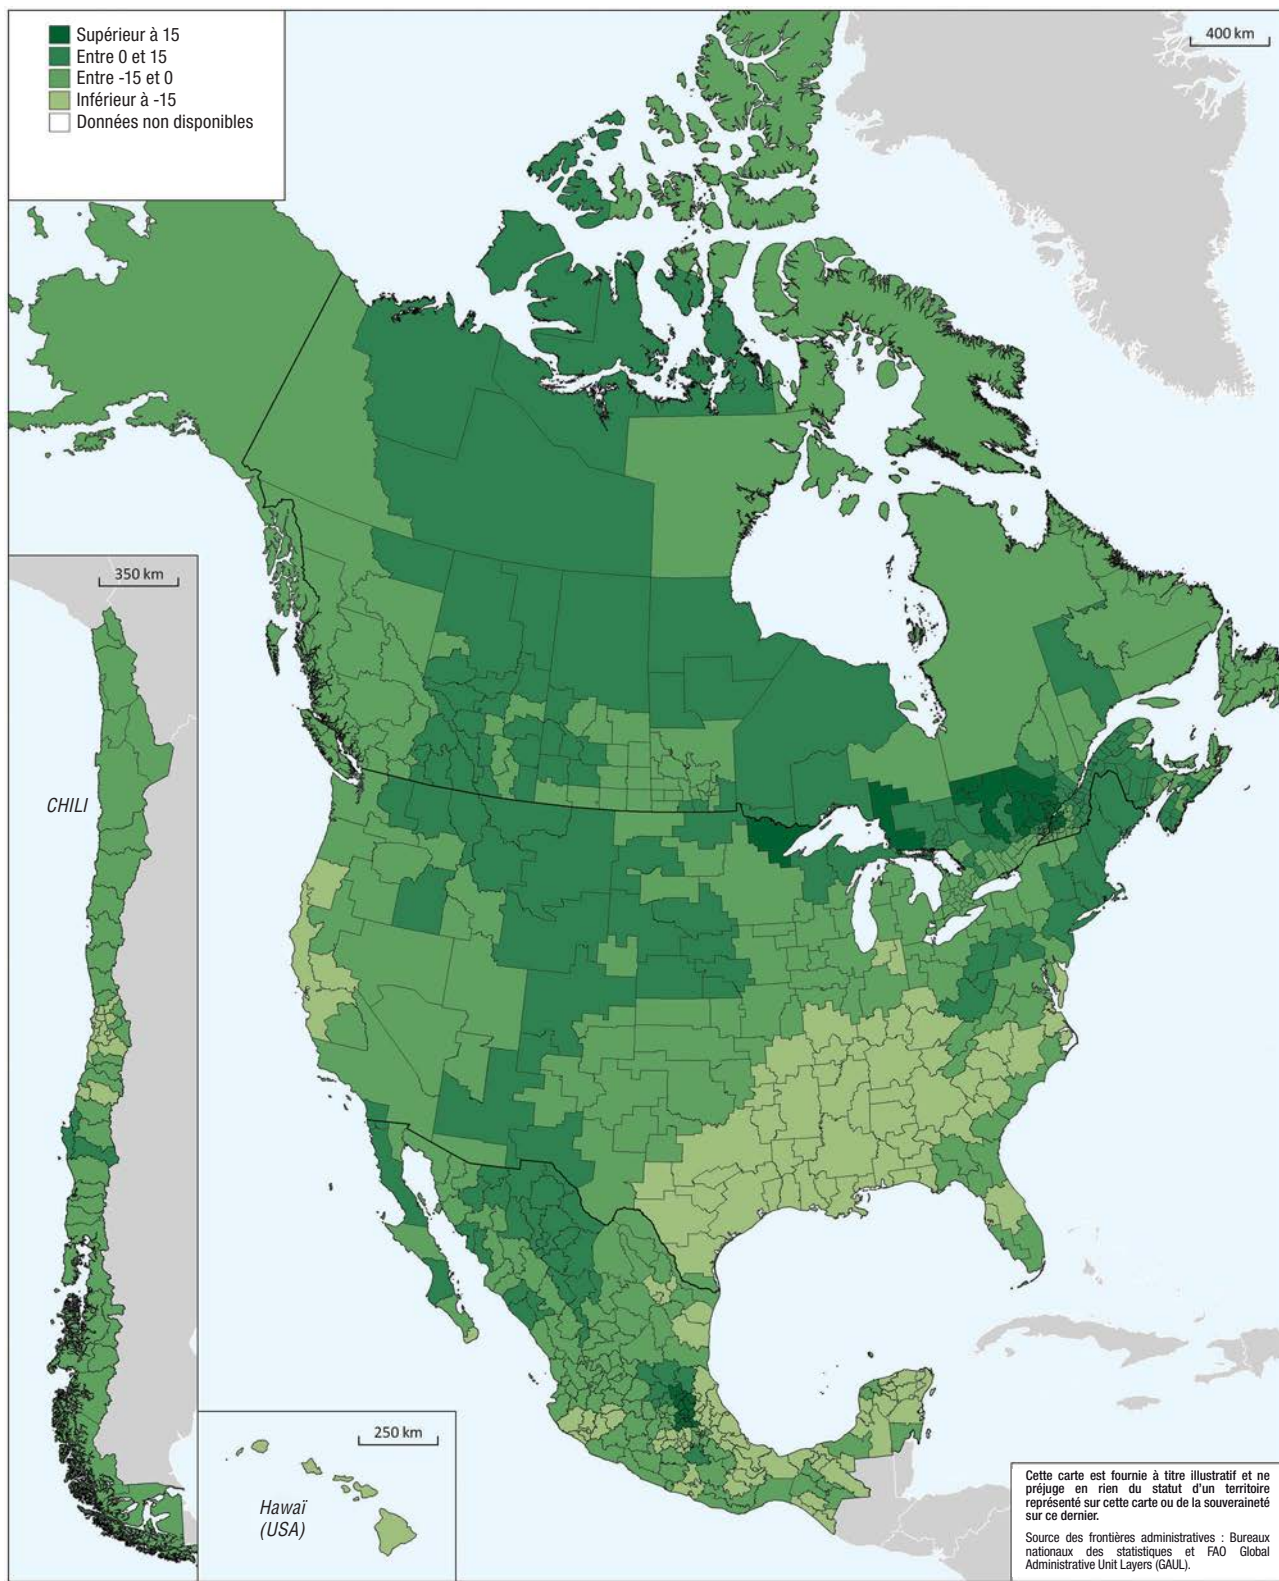 Supérieur à 15
Entre 0 et 15
Entre -15 et 0
Inférieur à -15
Données non disponibles
400 km
350 km
CHILI
250 km
Hawaï
(USA)
Cette carte est fournie à titre illustratif et ne
préjuge en rien du statut d'un territoire
représenté sur cette carte ou de la souveraineté
sur ce dernier.
Source des frontières administratives : Bureaux
nationaux des statistiques et FAO Global
Administrative Unit Layers (GAUL).